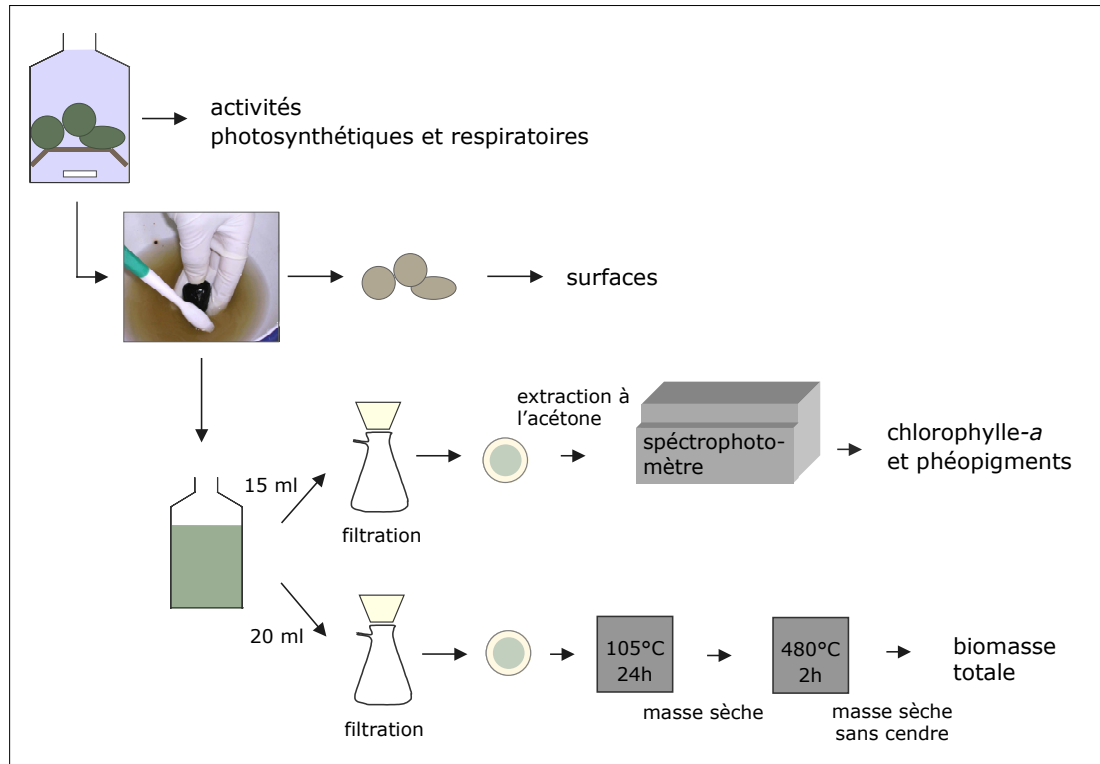 activités
photosynthétiques et respiratoires
surfaces
extraction à
l'acétone
spéctrophoto-
mètre
chlorophylle-a
et phéopigments
15 ml
filtration
20 ml
105°C
24h
480°C
2h
biomasse
totale
masse sèche
masse sèche
sans cendre
filtration